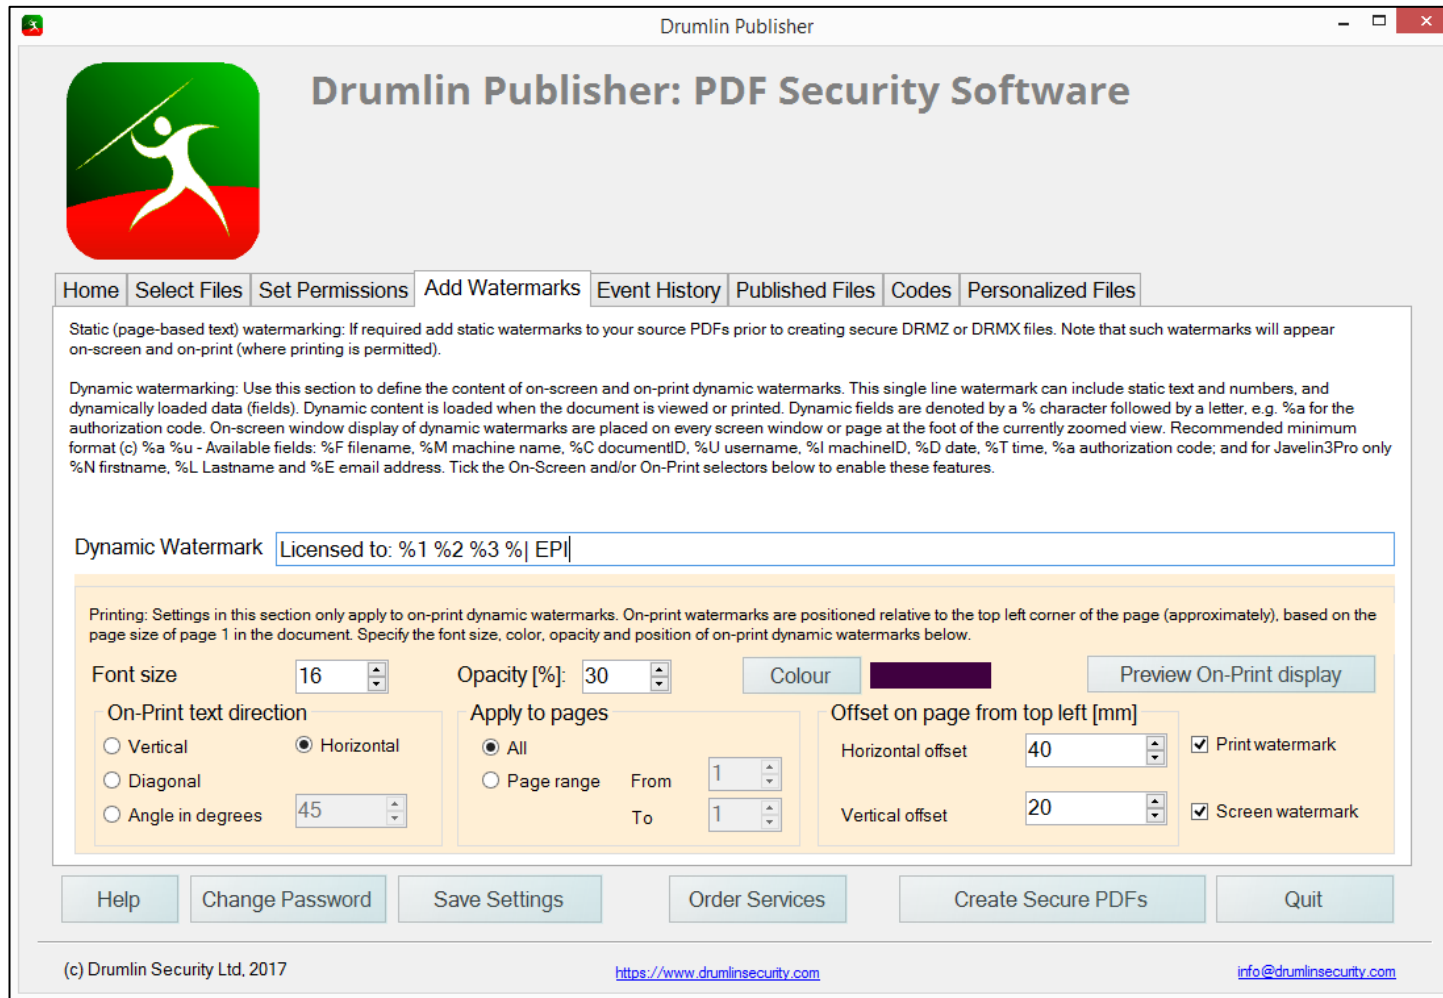 Drumlin Publisher
Drumlin Publisher: PDF Security Software
Home Select Files Set Permissions Add Watermarks Event History Published Files Codes Personalized Files
Static (page-based text) watermarking: If required add static watermarks to your source PDFs prior to creating secure DRMZ or DRMX files. Note that such watermarks will appear
on-screen and on-print (where printing is permitted).
Dynamic watermarking: Use this section to define the content of on-screen and on-print dynamic watermarks. This single line watermark can include static text and numbers, and
dynamically loaded data (fields). Dynamic content is loaded when the document is viewed or printed. Dynamic fields are denoted by a % character followed by a letter, e.g. %a for the
authorization code. On-screen window display of dynamic watermarks are placed on every screen window or page at the foot of the currently zoomed view. Recommended minimum
format (c) %a %u - Available fields: %F filename, %M machine name, %C documentID, %U username, %I machineID, %D date, %T time, %a authorization code; and for Javelin3Pro only
%N firstname, %L Lastname and %E email address. Tick the On-Screen and/or On-Print selectors below to enable these features.
Dynamic Watermark Licensed to: %1 %2 %3 %| EPI
Printing: Settings in this section only apply to on-print dynamic watermarks. On-print watermarks are positioned relative to the top left corner of the page (approximately), based on the
page size of page 1 in the document. Specify the font size, color, opacity and position of on-print dynamic watermarks below.
Font size 16 Opacity [%]: 30 Colour Preview On-Print display
On-Print text direction Apply to pages Offset on page from top left [mm]
Vertical Horizontal All Horizontal offset 40 Print watermark
Diagonal Page range From 1
Angle in degrees 45 To 1 Vertical offset 20 Screen watermark
Help Change Password Save Settings Order Services Create Secure PDFs Quit
(c) Drumlin Security Ltd, 2017 https://www.drumlinsecurity.com info@drumlinsecurity.com